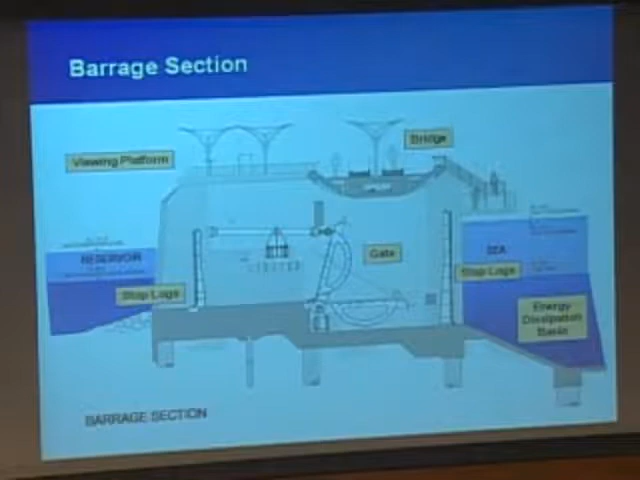 Barrage Section
Bridge
Viewing Platform
Gate
RESERVOIR
SEA
Stop Logs
Stop Logs
Energy
Dissipation
Basin
BARRAGE SECTION